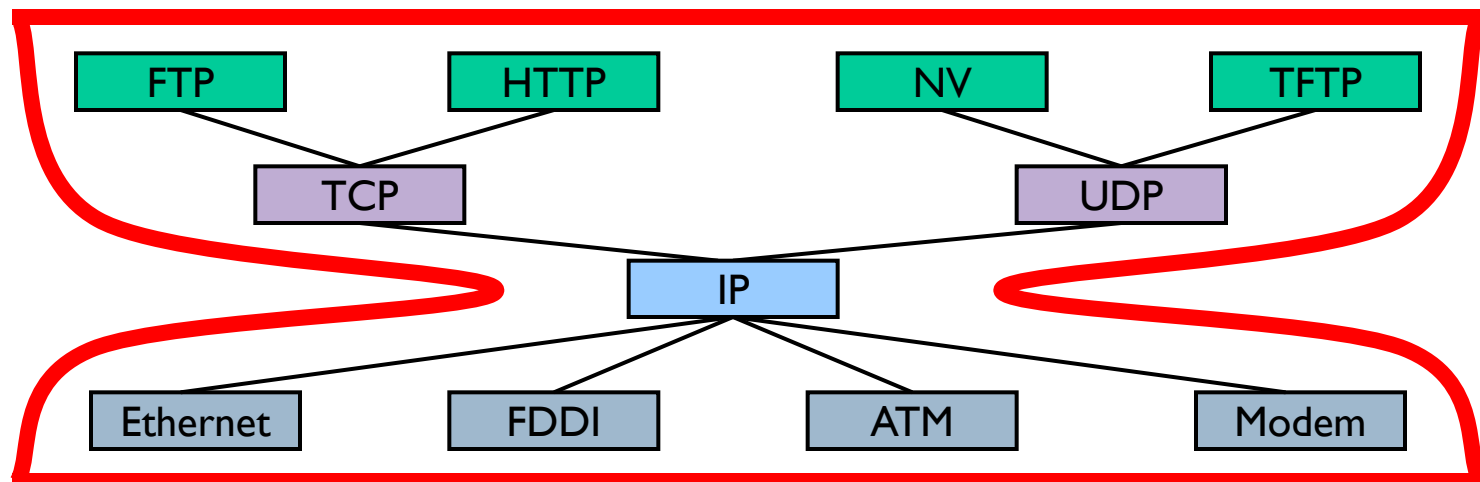 FTP
HTTP
NV
TFTP
TCP
UDP
IP
Ethernet
FDDI
ATM
Modem